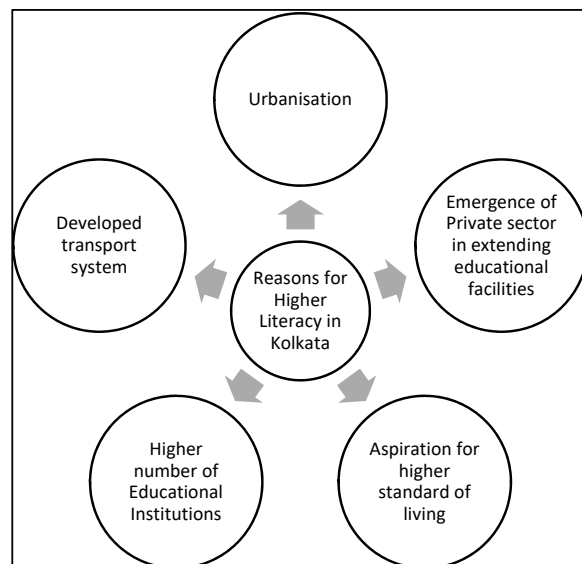 Urbanisation
Developed
transport
system
Emergence of
Private sector
in extending
educational
facilities
Reasons for
Higher
Literacy in
Kolkata
Higher
number of
Educational
Institutions
Aspiration for
higher
standard of
living